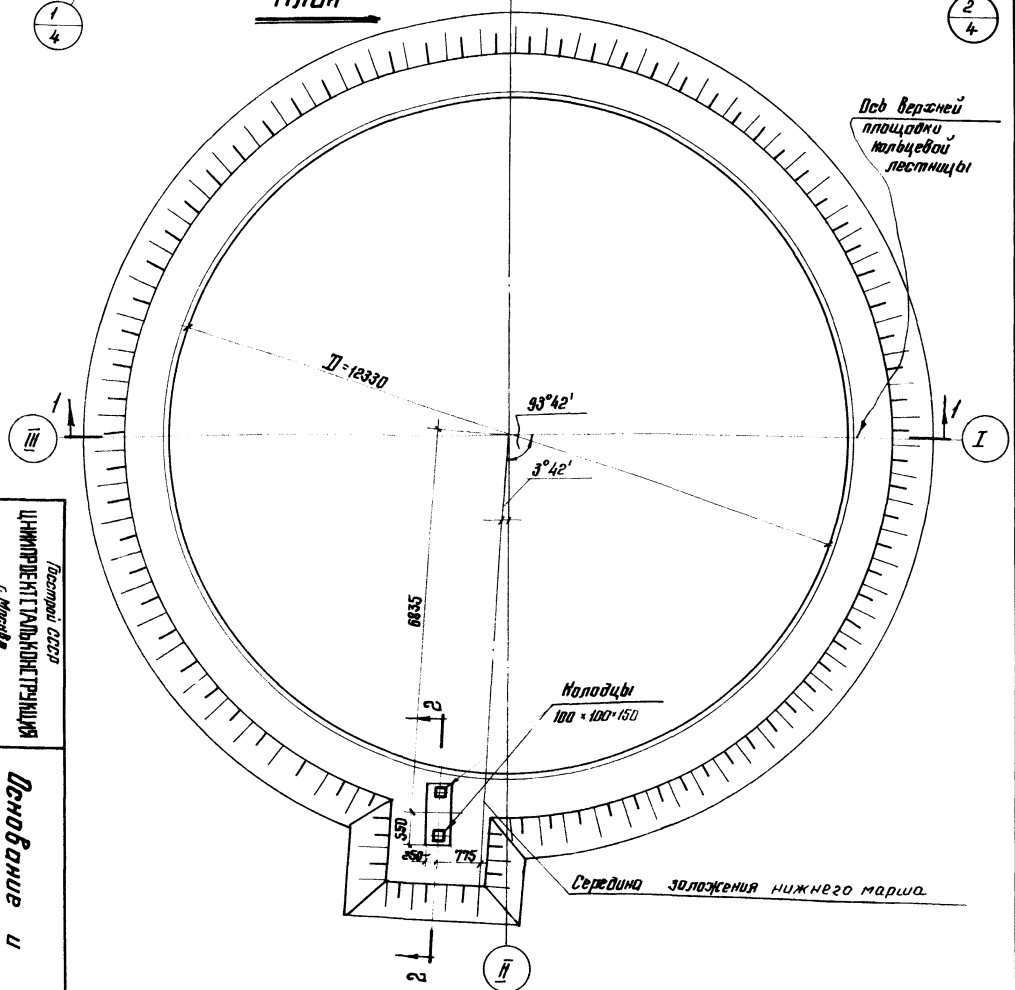 План
1
4
2
4
Ось верхней
площадки
кольцевой
лестницы
D=12330
93°42'
3°42'
1
1
III
I
6835
2
Колодцы
100×100×150
550
250
775
Середина заложения нижнего марша
2
II
Госстрой СССР
ЦНИИПРОЕКТСТАЛЬКОНСТРУКЦИЯ
г. Москва
Основание и